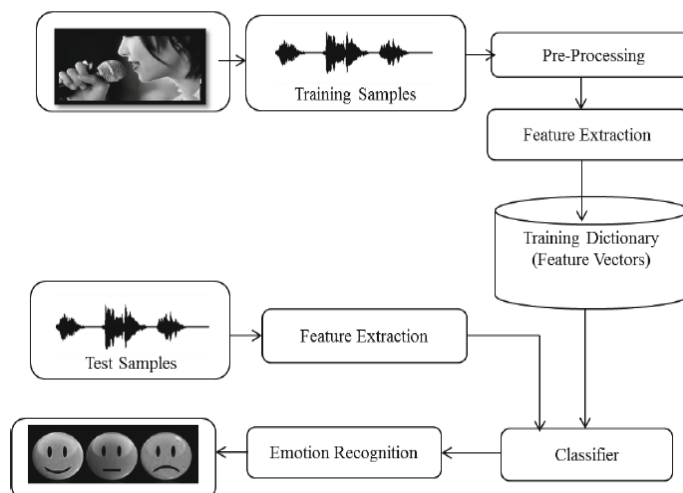 Training Samples
Pre-Processing
Feature Extraction
Training Dictionary
(Feature Vectors)
Test Samples
Feature Extraction
Emotion Recognition
Classifier